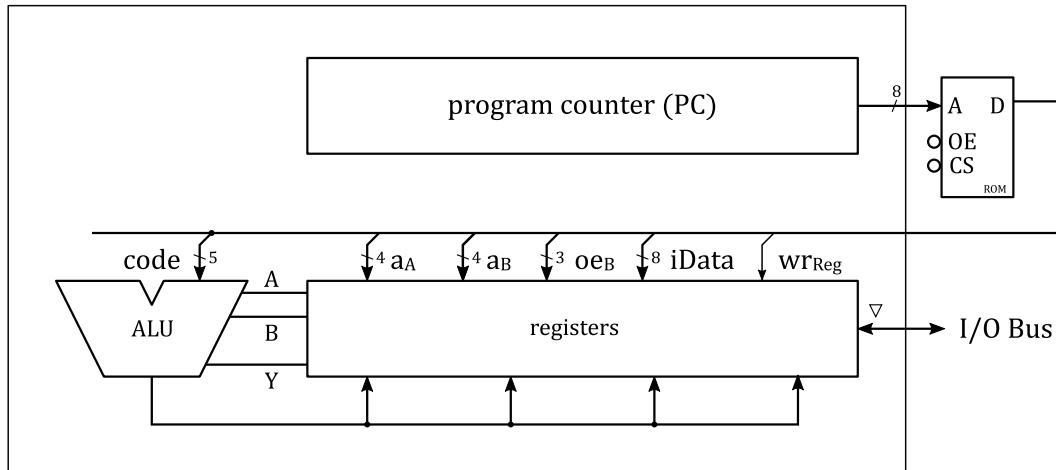 program counter (PC)
8
A D
OE
CS
ROM
code 5 4 aA 4 aB 3 oeB 8 iData wrReg
A
ALU
B
registers
▽
I/O Bus
Y